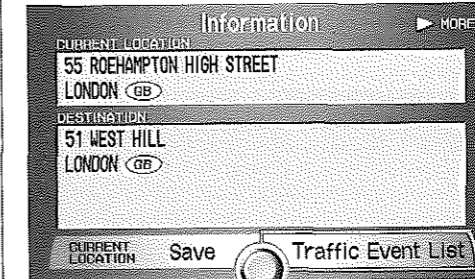 Information
MORE
CURRENT LOCATION
55 ROEHAMPTON HIGH STREET
LONDON GB
DESTINATION
51 WEST HILL
LONDON GB
CURRENT LOCATION
Save
Traffic Event List